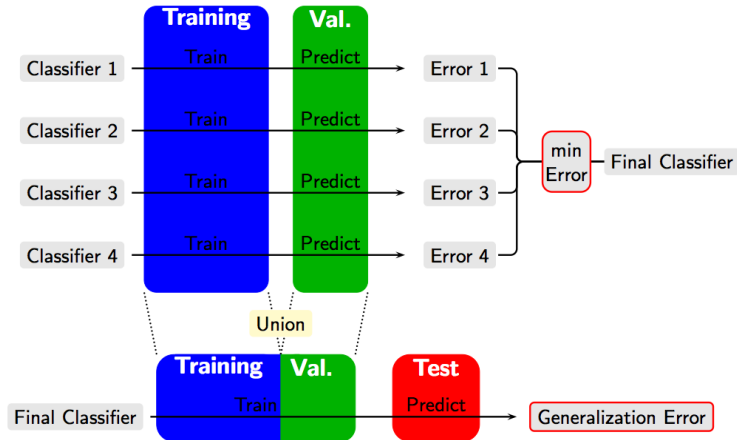 Training Val.
Classifier 1 Train Predict Error 1
Classifier 2 Train Predict Error 2
min
Error
Final Classifier
Classifier 3 Train Predict Error 3
Classifier 4 Train Predict Error 4
Union
Training Val. Test
Final Classifier Train Predict Generalization Error